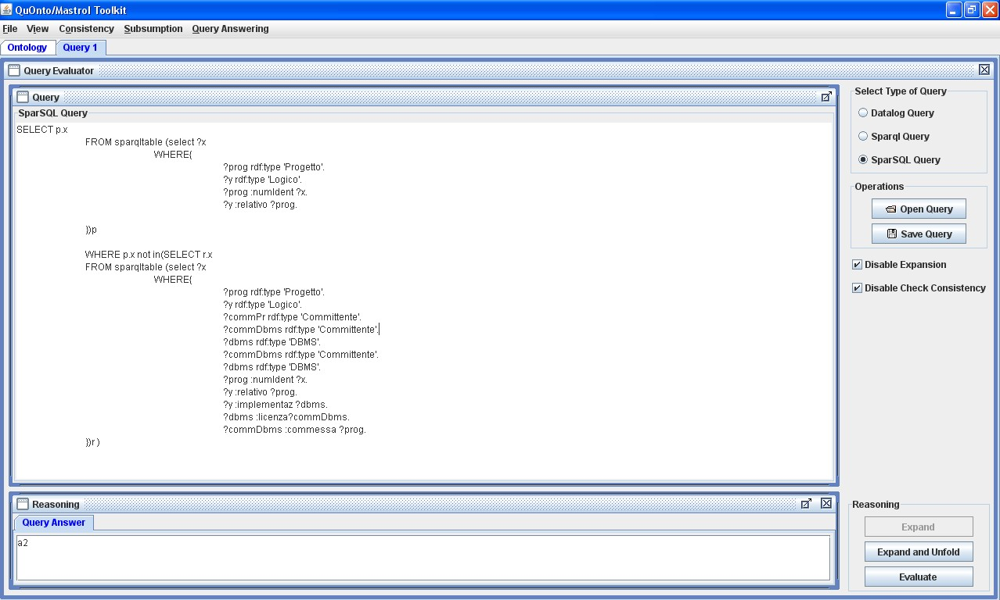 QuOnto/MastroI Toolkit
File View Consistency Subsumption Query Answering
Ontology Query 1
Query Evaluator
Query
SparSQL Query
SELECT p.x
FROM sparqltable (select ?x
WHERE{
?prog rdf:type 'Progetto'.
?y rdf:type 'Logico'.
?prog :numIdent ?x.
?y :relativo ?prog.
})p
WHERE p.x not in(SELECT r.x
FROM sparqltable (select ?x
WHERE{
?prog rdf:type 'Progetto'.
?y rdf:type 'Logico'.
?commPr rdf:type 'Committente'.
?commDbms rdf:type 'Committente'.
?dbms rdf:type 'DBMS'.
?commDbms rdf:type 'Committente'.
?dbms rdf:type 'DBMS'.
?prog :numIdent ?x.
?y :relativo ?prog.
?y :implementaz ?dbms.
?dbms :licenza?commDbms.
?commDbms :commessa ?prog.
})r )
Select Type of Query
Datalog Query
Sparql Query
SparSQL Query
Operations
Open Query
Save Query
Disable Expansion
Disable Check Consistency
Reasoning
Query Answer
a2
Reasoning
Expand
Expand and Unfold
Evaluate